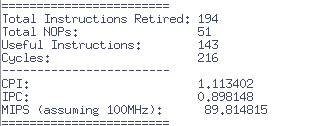 ========================
Total Instructions Retired: 194
Total NOPs: 51
Useful Instructions: 143
Cycles: 216
------------------------
CPI: 1.113402
IPC: 0.898148
MIPS (assuming 100MHz): 89.814815
========================